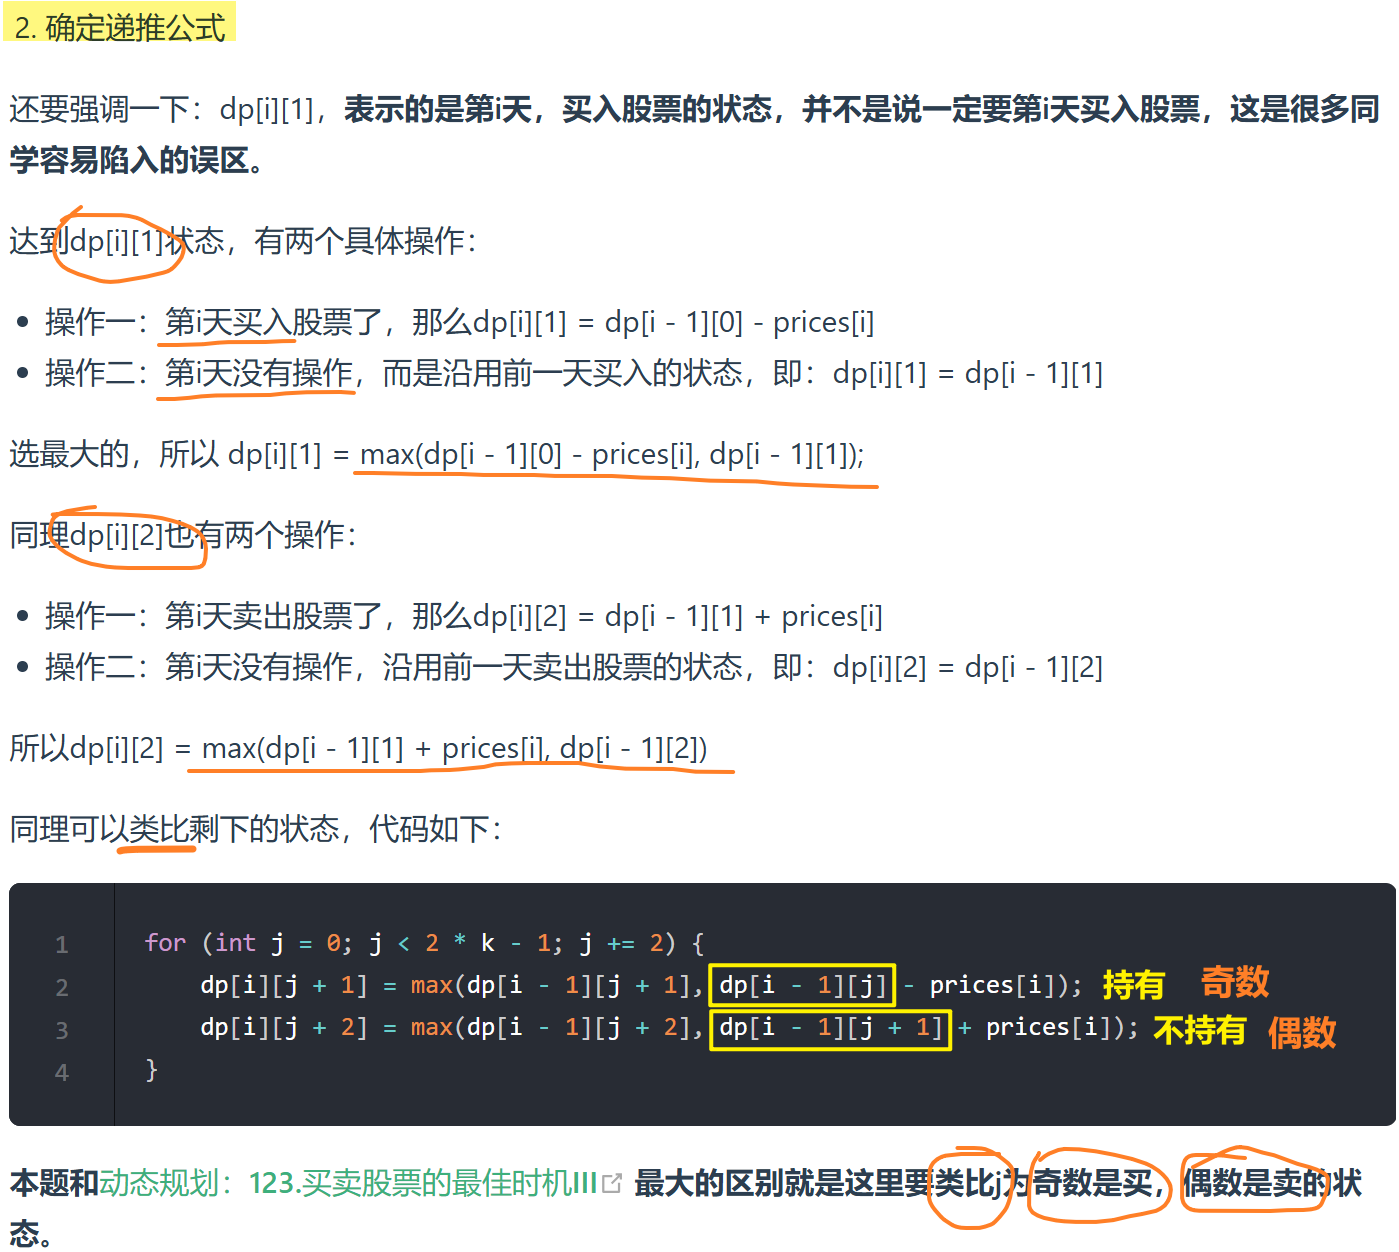 2. 确定递推公式
还要强调一下：dp[i][1]，表示的是第i天，买入股票的状态，并不是说一定要第i天买入股票，这是很多同
学容易陷入的误区。
达到dp[i][1]状态，有两个具体操作：
• 操作一：第i天买入股票了，那么dp[i][1] = dp[i - 1][0] - prices[i]
• 操作二：第i天没有操作，而是沿用前一天买入的状态，即：dp[i][1] = dp[i - 1][1]
选最大的，所以 dp[i][1] = max(dp[i - 1][0] - prices[i], dp[i - 1][1]);
同理dp[i][2]也有两个操作：
• 操作一：第i天卖出股票了，那么dp[i][2] = dp[i - 1][1] + prices[i]
• 操作二：第i天没有操作，沿用前一天卖出股票的状态，即：dp[i][2] = dp[i - 1][2]
所以dp[i][2] = max(dp[i - 1][1] + prices[i], dp[i - 1][2])
同理可以类比剩下的状态，代码如下：
1 for (int j = 0; j < 2 * k - 1; j += 2) {
2 dp[i][j + 1] = max(dp[i - 1][j + 1], dp[i - 1][j] - prices[i]); 持有 奇数
3 dp[i][j + 2] = max(dp[i - 1][j + 2], dp[i - 1][j + 1] + prices[i]); 不持有 偶数
4 }
本题和动态规划：123.买卖股票的最佳时机III 最大的区别就是这里要类比j为奇数是买，偶数是卖的状
态。